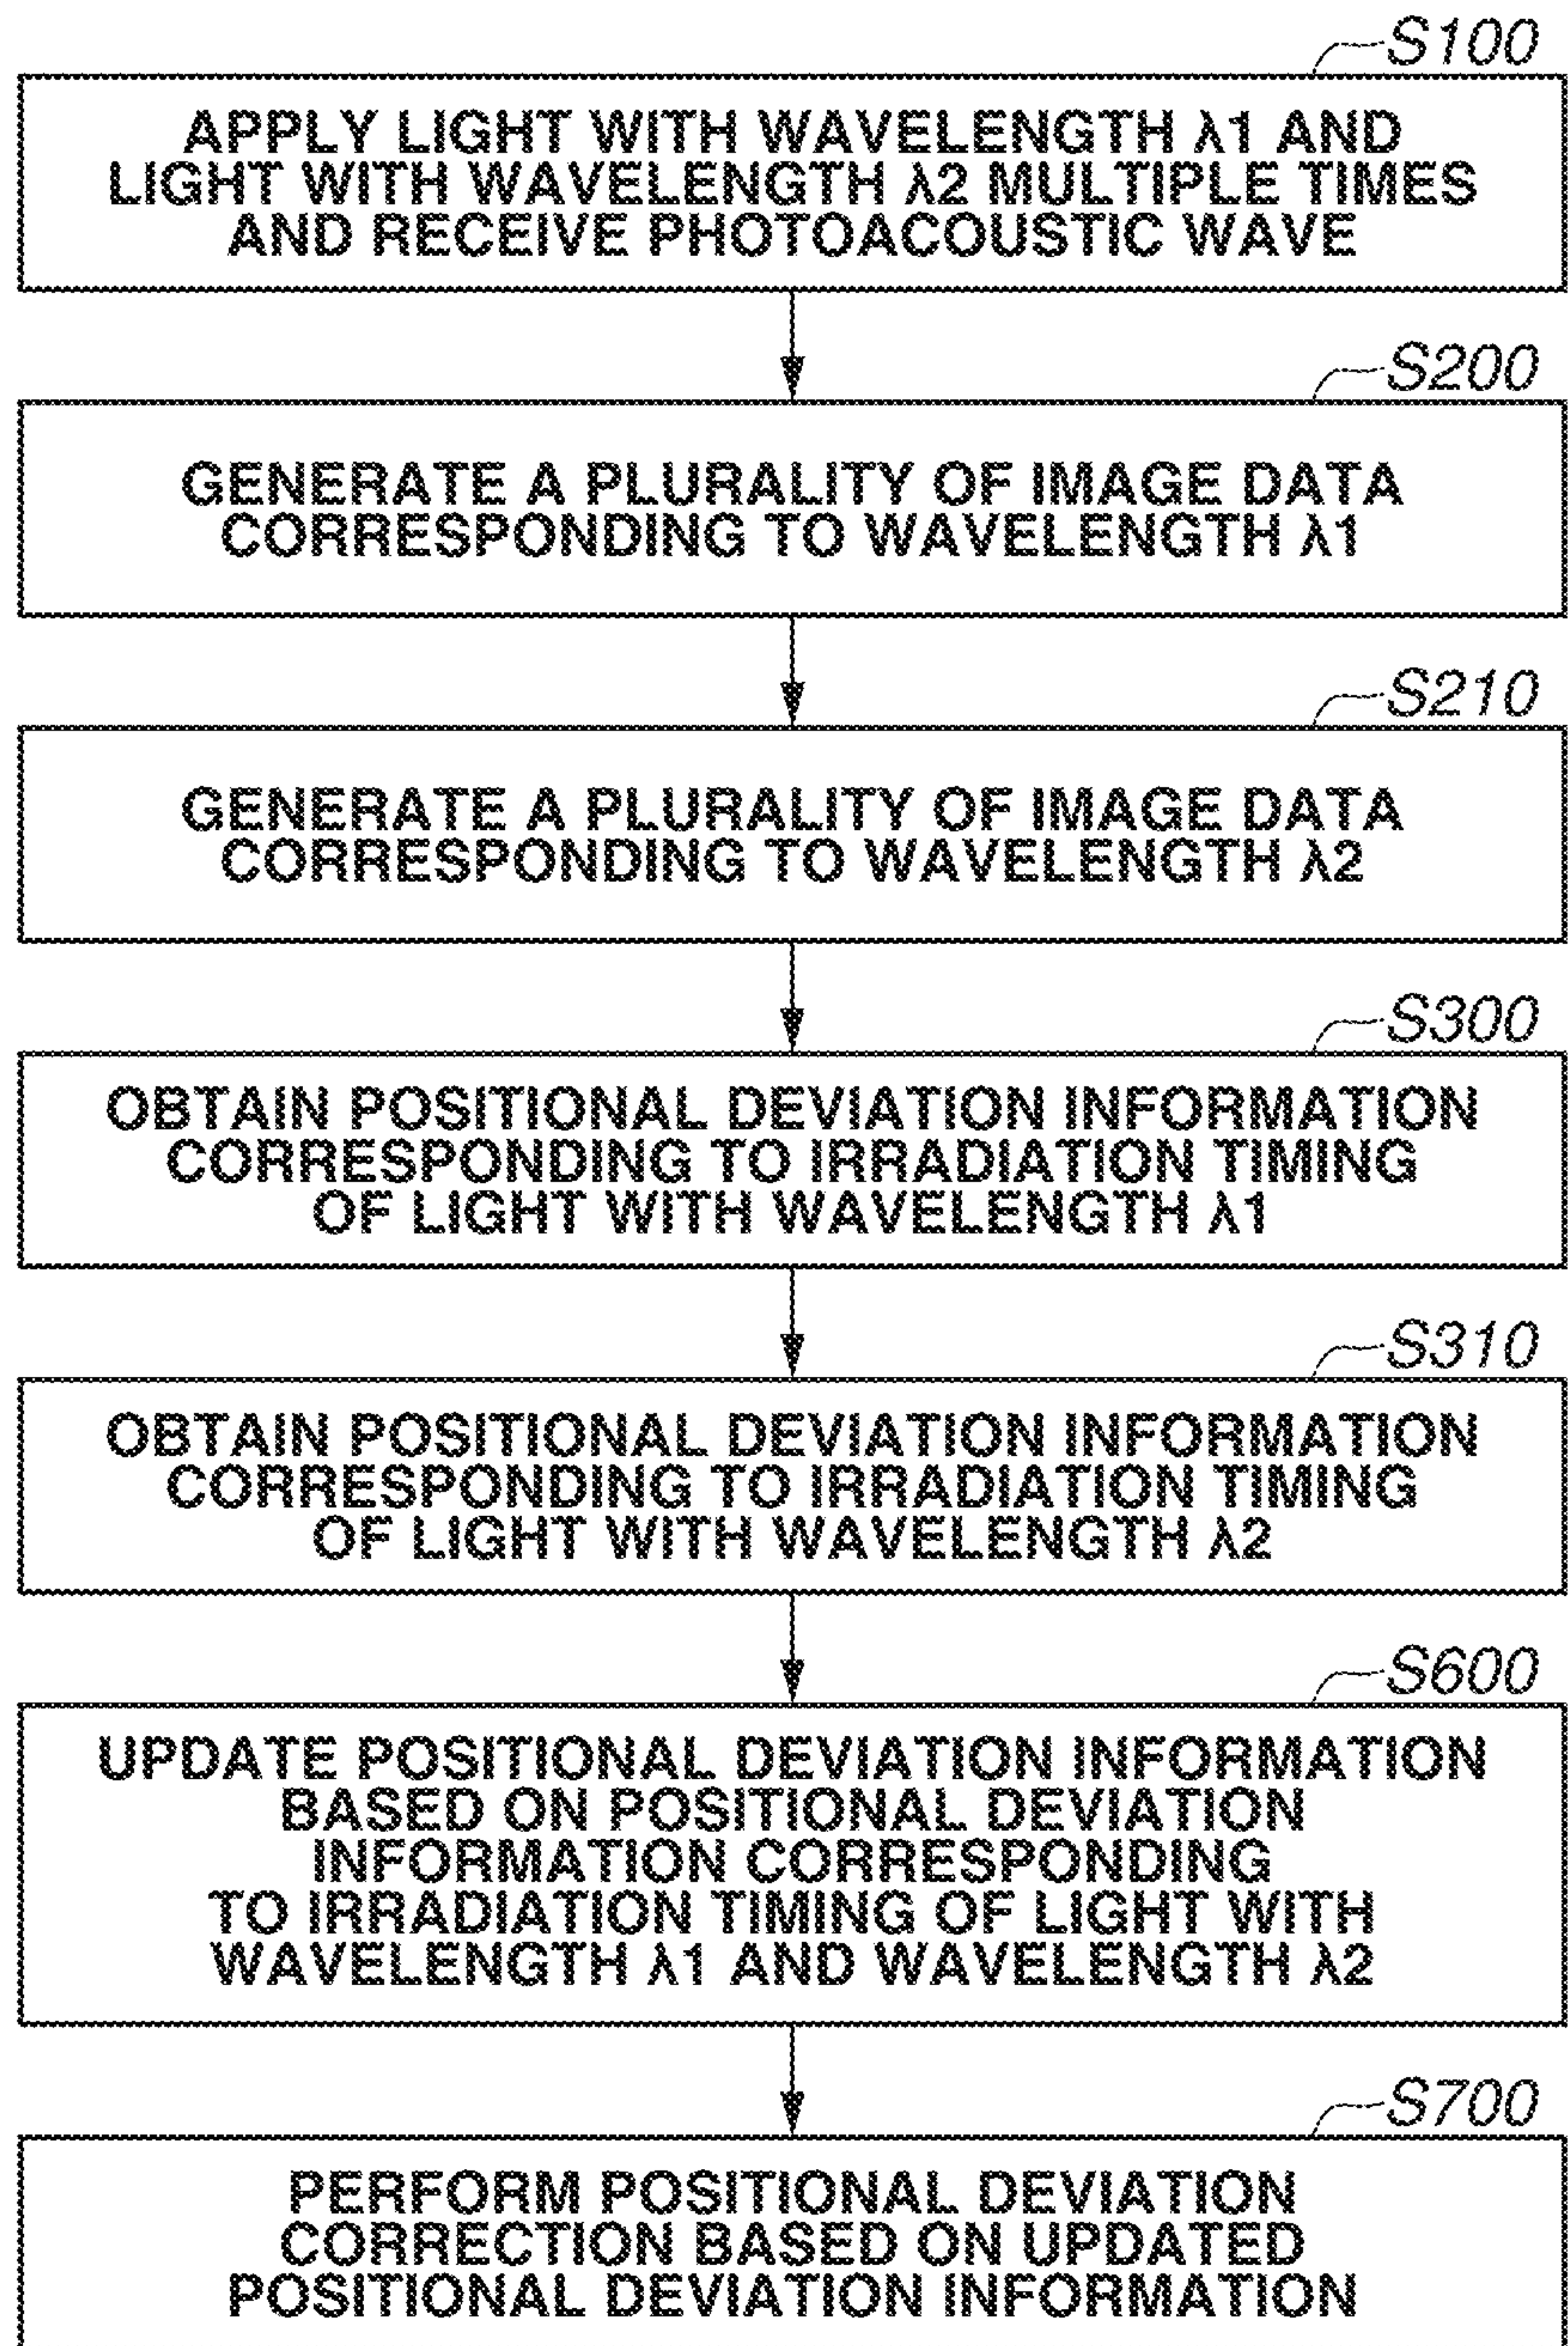 S100
APPLY LIGHT WITH WAVELENGTH λ1 AND
LIGHT WITH WAVELENGTH λ2 MULTIPLE TIMES
AND RECEIVE PHOTOACOUSTIC WAVE
S200
GENERATE A PLURALITY OF IMAGE DATA
CORRESPONDING TO WAVELENGTH λ1
S210
GENERATE A PLURALITY OF IMAGE DATA
CORRESPONDING TO WAVELENGTH λ2
S300
OBTAIN POSITIONAL DEVIATION INFORMATION
CORRESPONDING TO IRRADIATION TIMING
OF LIGHT WITH WAVELENGTH λ1
S310
OBTAIN POSITIONAL DEVIATION INFORMATION
CORRESPONDING TO IRRADIATION TIMING
OF LIGHT WITH WAVELENGTH λ2
S600
UPDATE POSITIONAL DEVIATION INFORMATION
BASED ON POSITIONAL DEVIATION
INFORMATION CORRESPONDING
TO IRRADIATION TIMING OF LIGHT WITH
WAVELENGTH λ1 AND WAVELENGTH λ2
S700
PERFORM POSITIONAL DEVIATION
CORRECTION BASED ON UPDATED
POSITIONAL DEVIATION INFORMATION